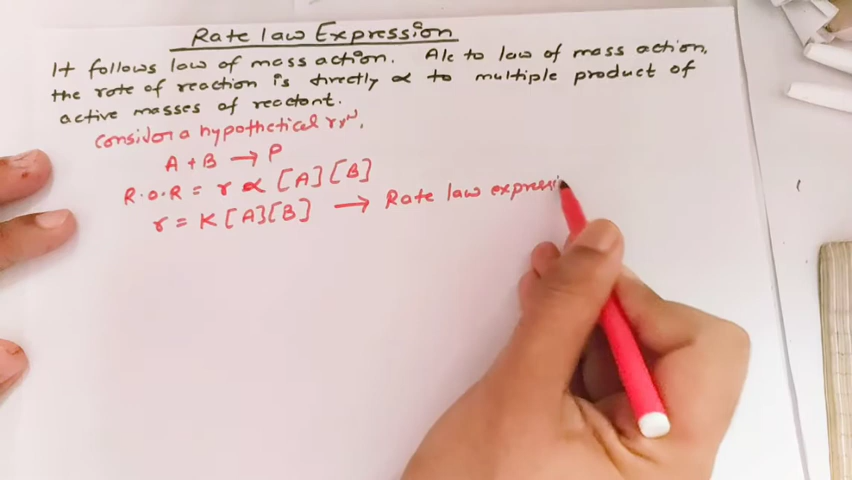 Rate law Expression
It follows law of mass action. Alc to law of mass action,
the rate of reaction is directly ∝ to multiple product of
active masses of reactant.
Consider a hypothetical rxⁿ,
A + B → P
R.O.R = r ∝ [A][B]
r = K[A][B] → Rate law expressi